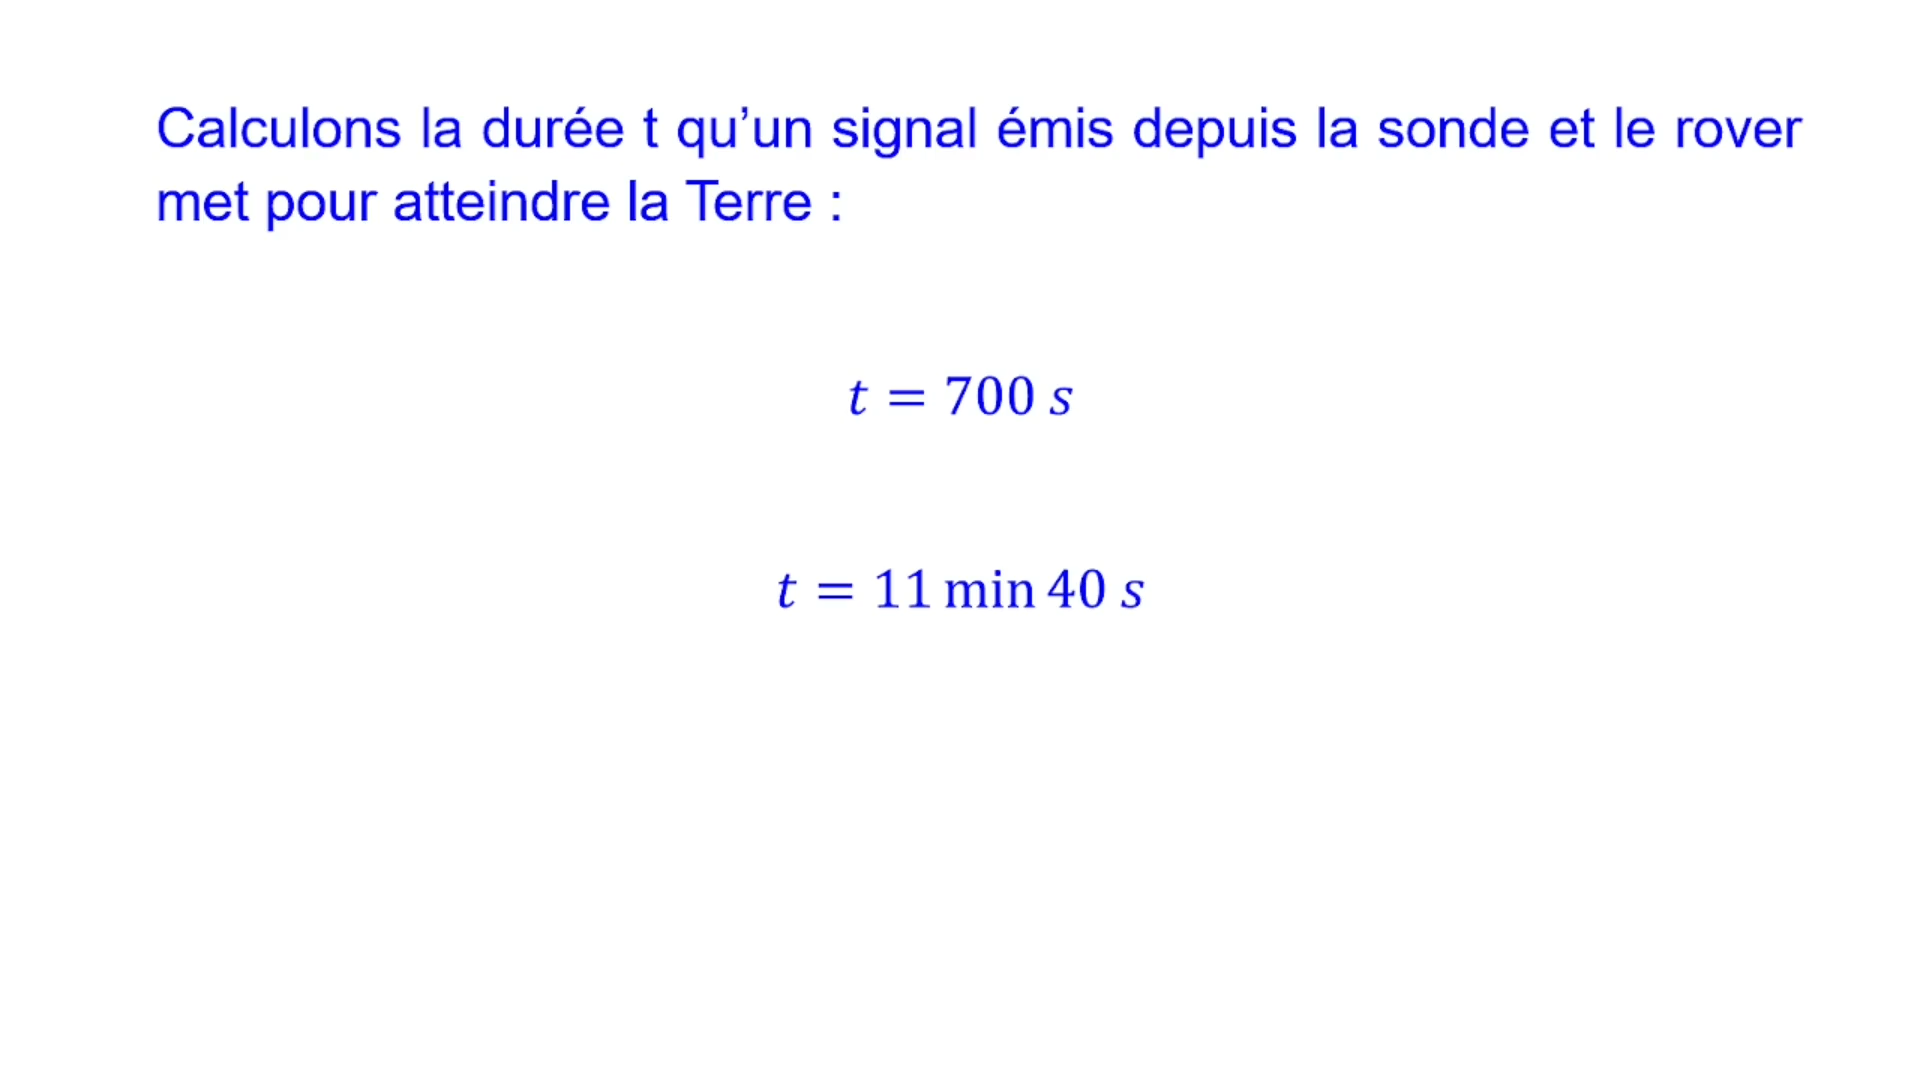 Calculons la durée t qu’un signal émis depuis la sonde et le rover
met pour atteindre la Terre :
t = 700 s
t = 11 min 40 s